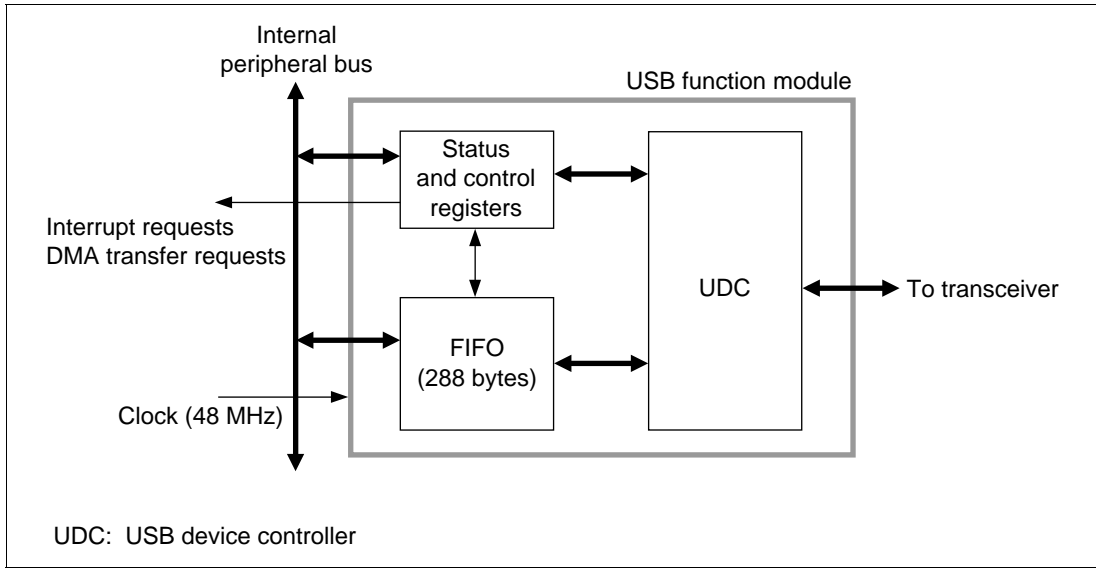 Internal
peripheral bus
USB function module
Status
and control
registers
Interrupt requests
DMA transfer requests
UDC
To transceiver
FIFO
(288 bytes)
Clock (48 MHz)
UDC: USB device controller